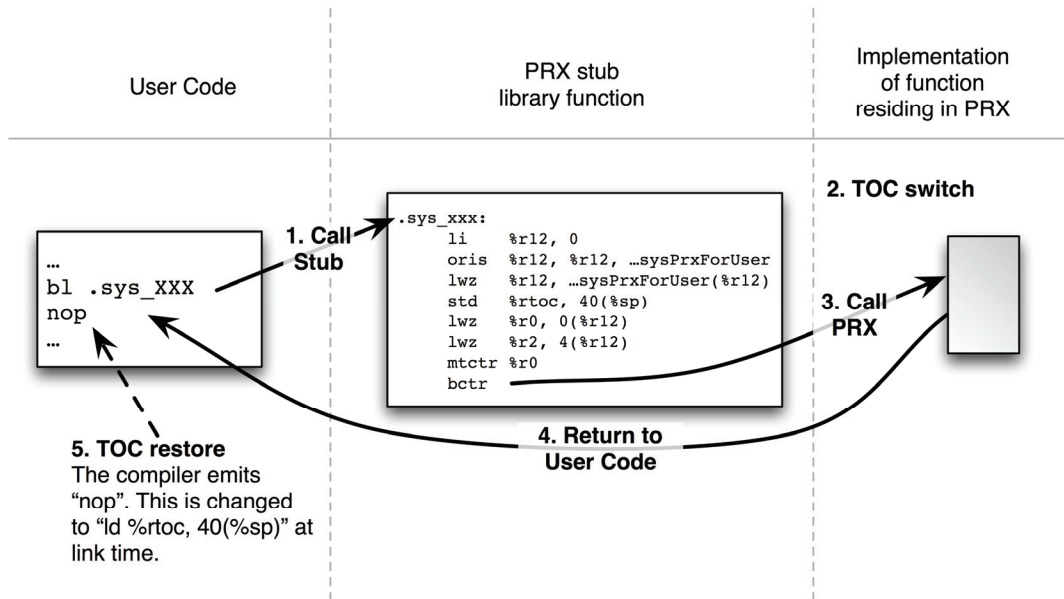 User Code
PRX stub
library function
Implementation
of function
residing in PRX
…
bl .sys_XXX
nop
…
1. Call
Stub
.sys_xxx:
li %r12, 0
oris %r12, %r12, …sysPrxForUser
lwz %r12, …sysPrxForUser(%r12)
std %rtoc, 40(%sp)
lwz %r0, 0(%r12)
lwz %r2, 4(%r12)
mtctr %r0
bctr
2. TOC switch
3. Call
PRX
4. Return to
User Code
5. TOC restore
The compiler emits
“nop”. This is changed
to “ld %rtoc, 40(%sp)” at
link time.